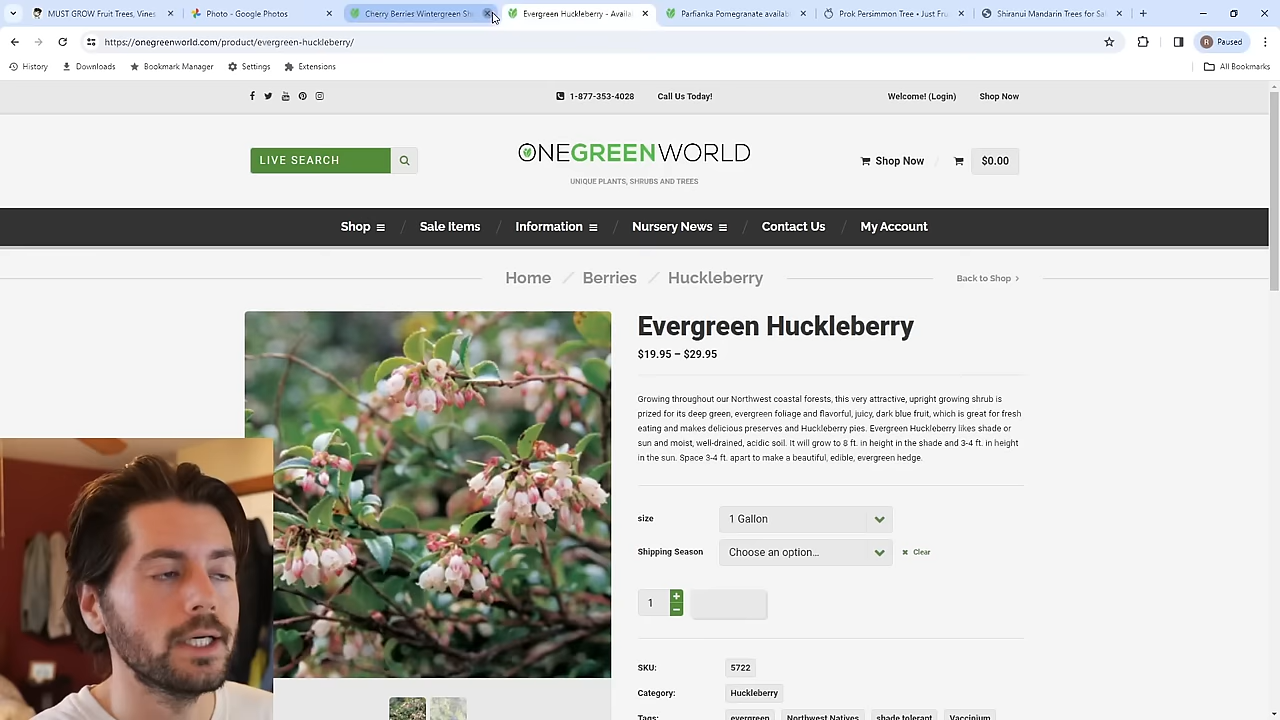 MUST GROW Fruit Trees, Vines
Photo - Google Photos
Cherry Berries Wintergreen Sh
Evergreen Huckleberry - Availa
Parfianka Pomegranate availab
Prok Persimmon Tree • Just Fru
Shiranui Mandarin Trees for Sal
https://onegreenworld.com/product/evergreen-huckleberry/
R Paused
History
Downloads
Bookmark Manager
Settings
Extensions
All Bookmarks
1-877-353-4028
Call Us Today!
Welcome! (Login)
Shop Now
LIVE SEARCH
ONEGREENWORLD
UNIQUE PLANTS, SHRUBS AND TREES
Shop Now / $0.00
Shop / Sale Items / Information / Nursery News / Contact Us / My Account
Home / Berries / Huckleberry
Back to Shop
Evergreen Huckleberry
$19.95 – $29.95
Growing throughout our Northwest coastal forests, this very attractive, upright growing shrub is
prized for its deep green, evergreen foliage and flavorful, juicy, dark blue fruit, which is great for fresh
eating and makes delicious preserves and Huckleberry pies. Evergreen Huckleberry likes shade or
sun and moist, well-drained, acidic soil. It will grow to 8 ft. in height in the shade and 3-4 ft. in height
in the sun. Space 3-4 ft. apart to make a beautiful, edible, evergreen hedge.
size
1 Gallon
Shipping Season
Choose an option...
Clear
1
SKU:
5722
Category:
Huckleberry
Tags:
evergreen
Northwest Natives
shade tolerant
Vaccinium